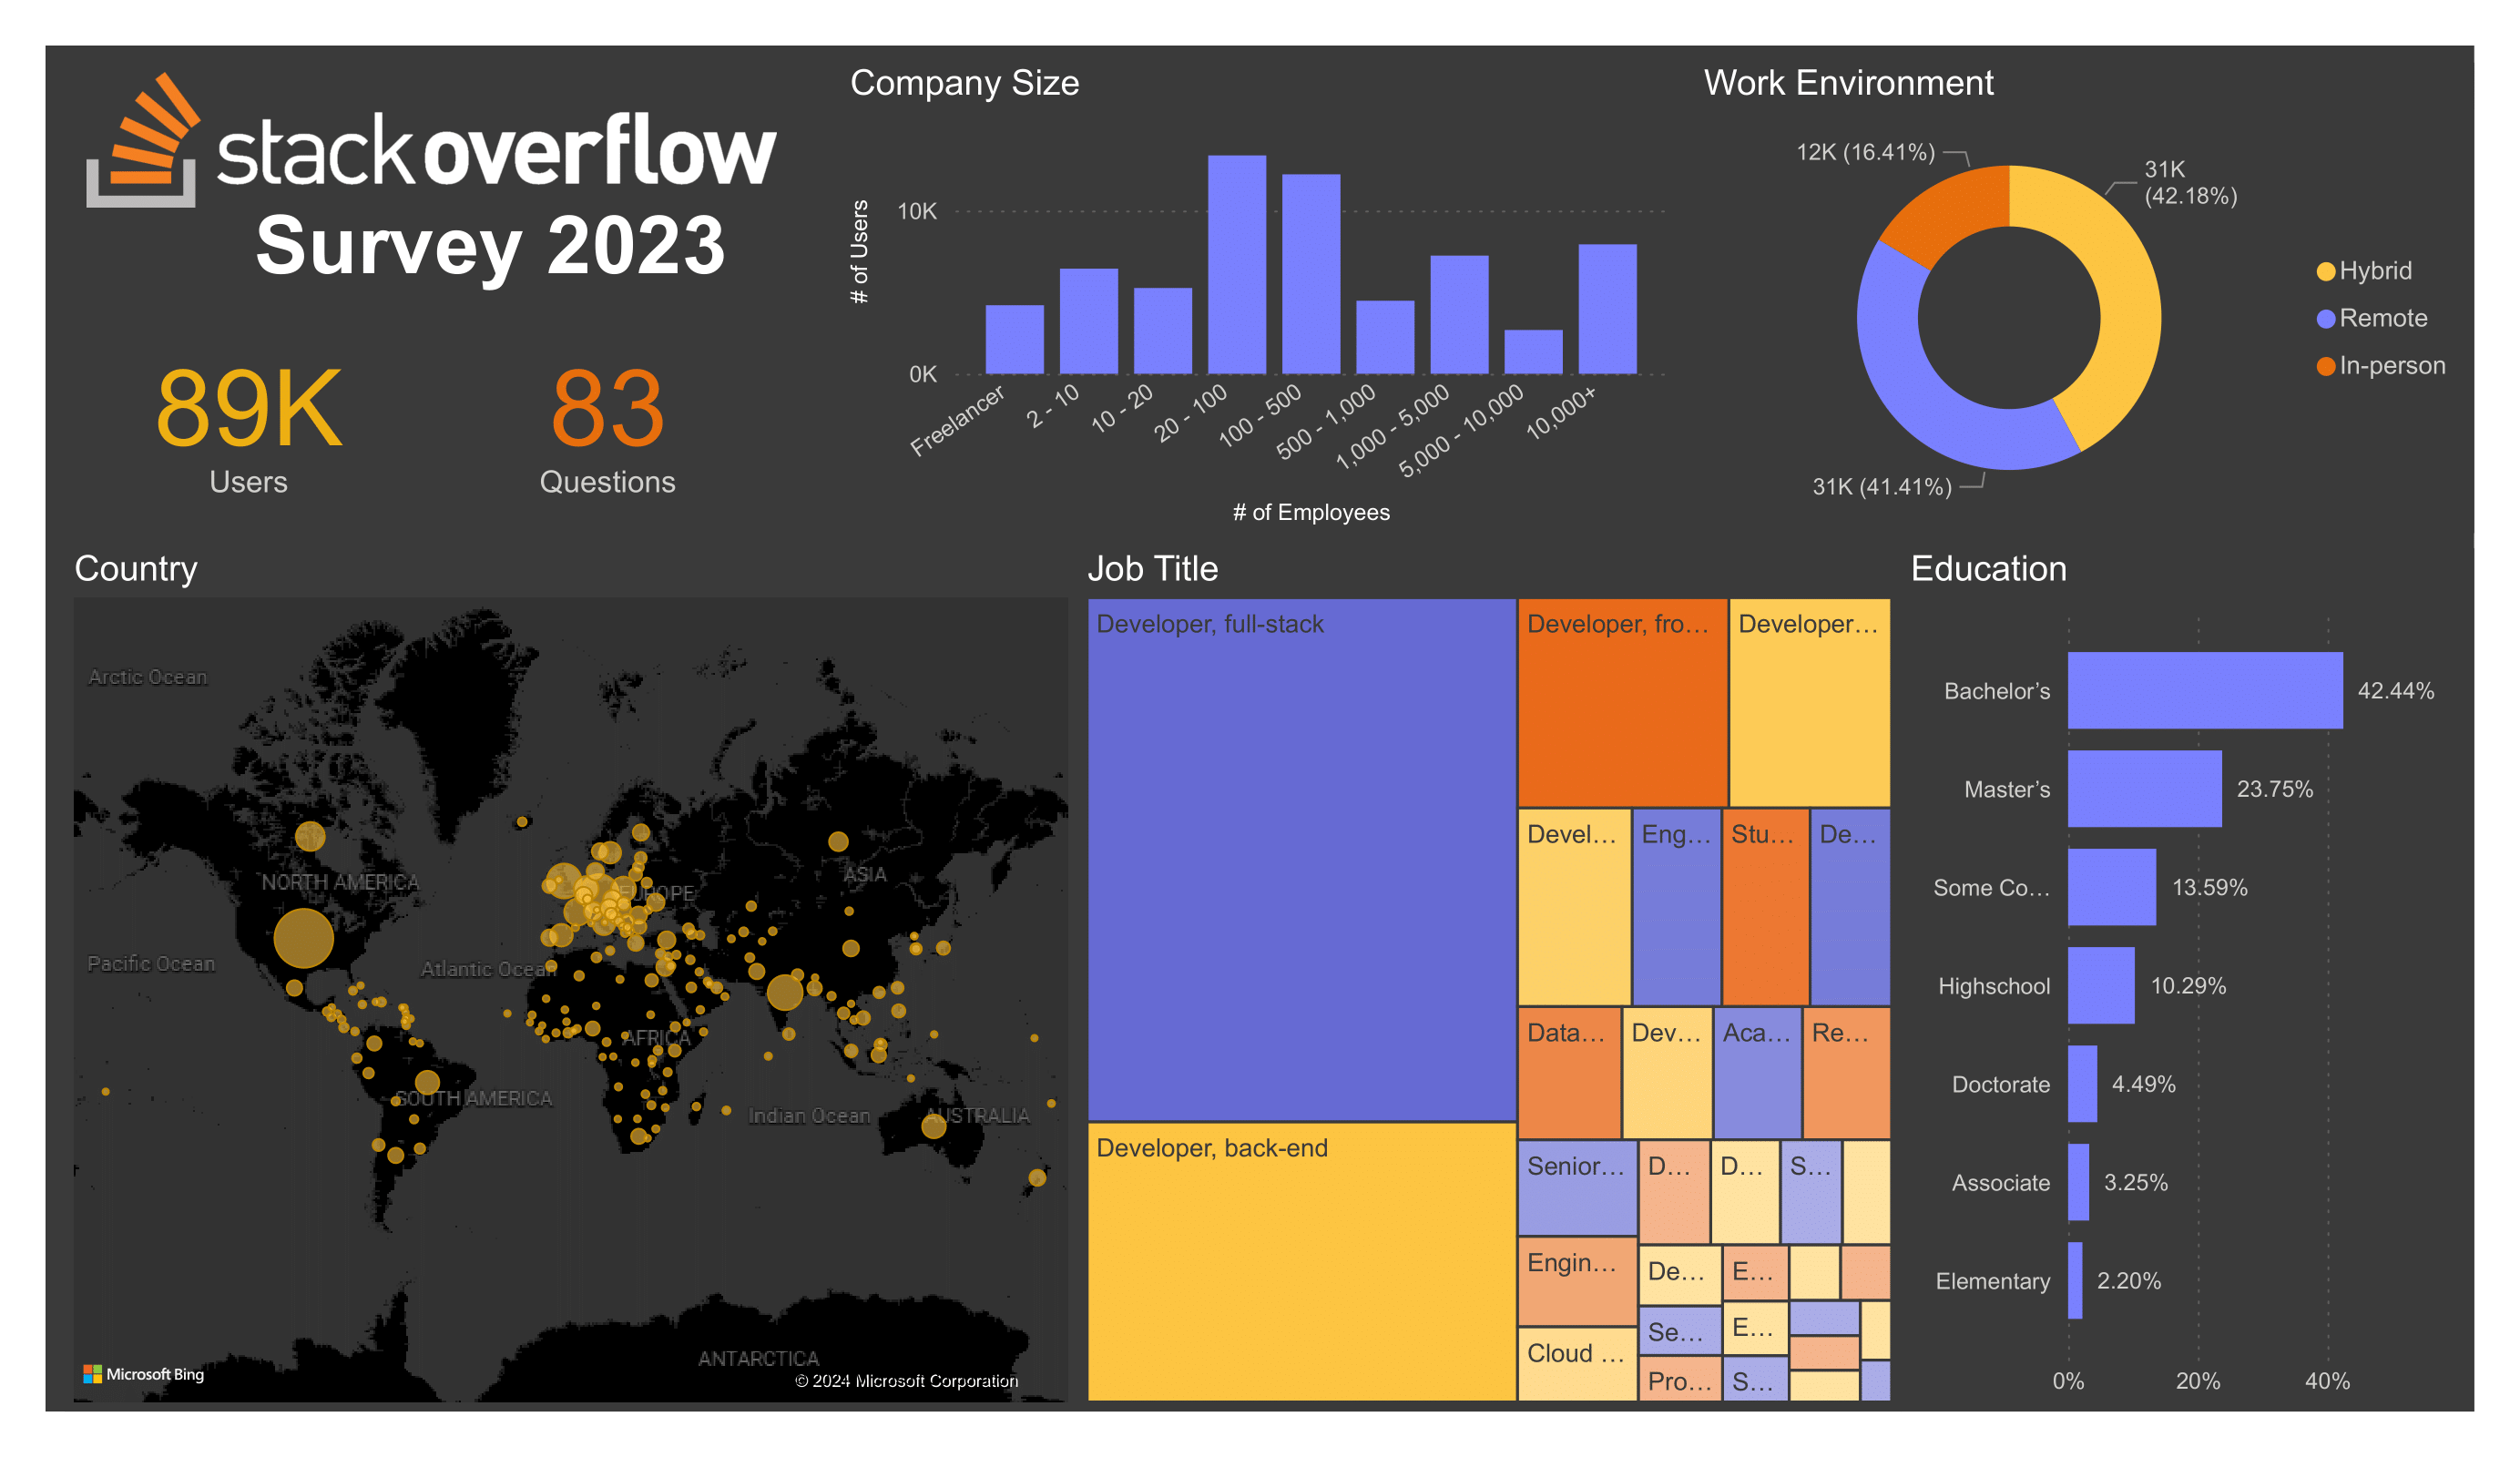 stackoverflow
Survey 2023
89K
Users
83
Questions
Company Size
# of Users
10K
0K
Freelancer
2 - 10
10 - 20
20 - 100
100 - 500
500 - 1,000
1,000 - 5,000
5,000 - 10,000
10,000+
# of Employees
Work Environment
12K (16.41%)
31K
(42.18%)
31K (41.41%)
Hybrid
Remote
In-person
Country
Arctic Ocean
NORTH AMERICA
EUROPE
ASIA
Pacific Ocean
Atlantic Ocean
AFRICA
SOUTH AMERICA
Indian Ocean
AUSTRALIA
ANTARCTICA
Microsoft Bing
© 2024 Microsoft Corporation
Job Title
Developer, full-stack
Developer, back-end
Developer, fro…
Developer…
Devel…
Eng…
Stu…
De…
Data…
Dev…
Aca…
Re…
Senior…
D…
D…
S…
Engin…
De…
E…
Se…
E…
Cloud …
Pro…
S…
Education
Bachelor’s
42.44%
Master’s
23.75%
Some Co…
13.59%
Highschool
10.29%
Doctorate
4.49%
Associate
3.25%
Elementary
2.20%
0%
20%
40%